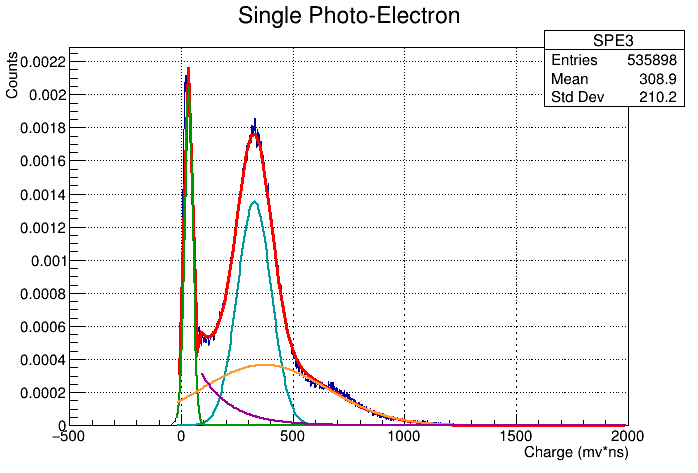 Single Photo-Electron
SPE3
Entries 535898
Mean 308.9
Std Dev 210.2
Counts
0.0022
0.002
0.0018
0.0016
0.0014
0.0012
0.001
0.0008
0.0006
0.0004
0.0002
0
−500 0 500 1000 1500 2000
Charge (mv*ns)